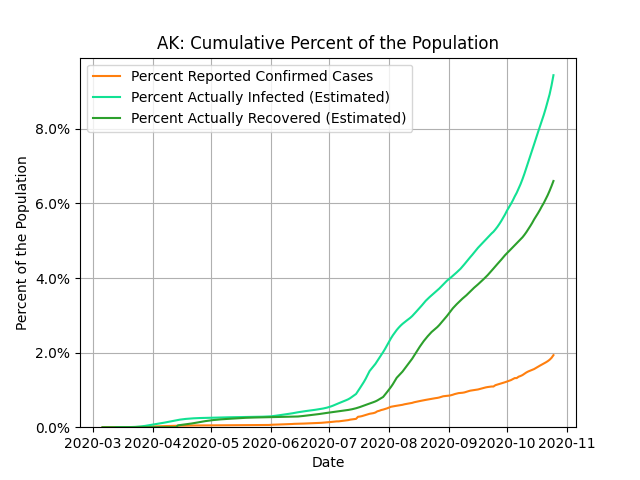 AK: Cumulative Percent of the Population
Percent Reported Confirmed Cases
Percent Actually Infected (Estimated)
Percent Actually Recovered (Estimated)
Percent of the Population
8.0%
6.0%
4.0%
2.0%
0.0%
2020-03 2020-04 2020-05 2020-06 2020-07 2020-08 2020-09 2020-10 2020-11
Date